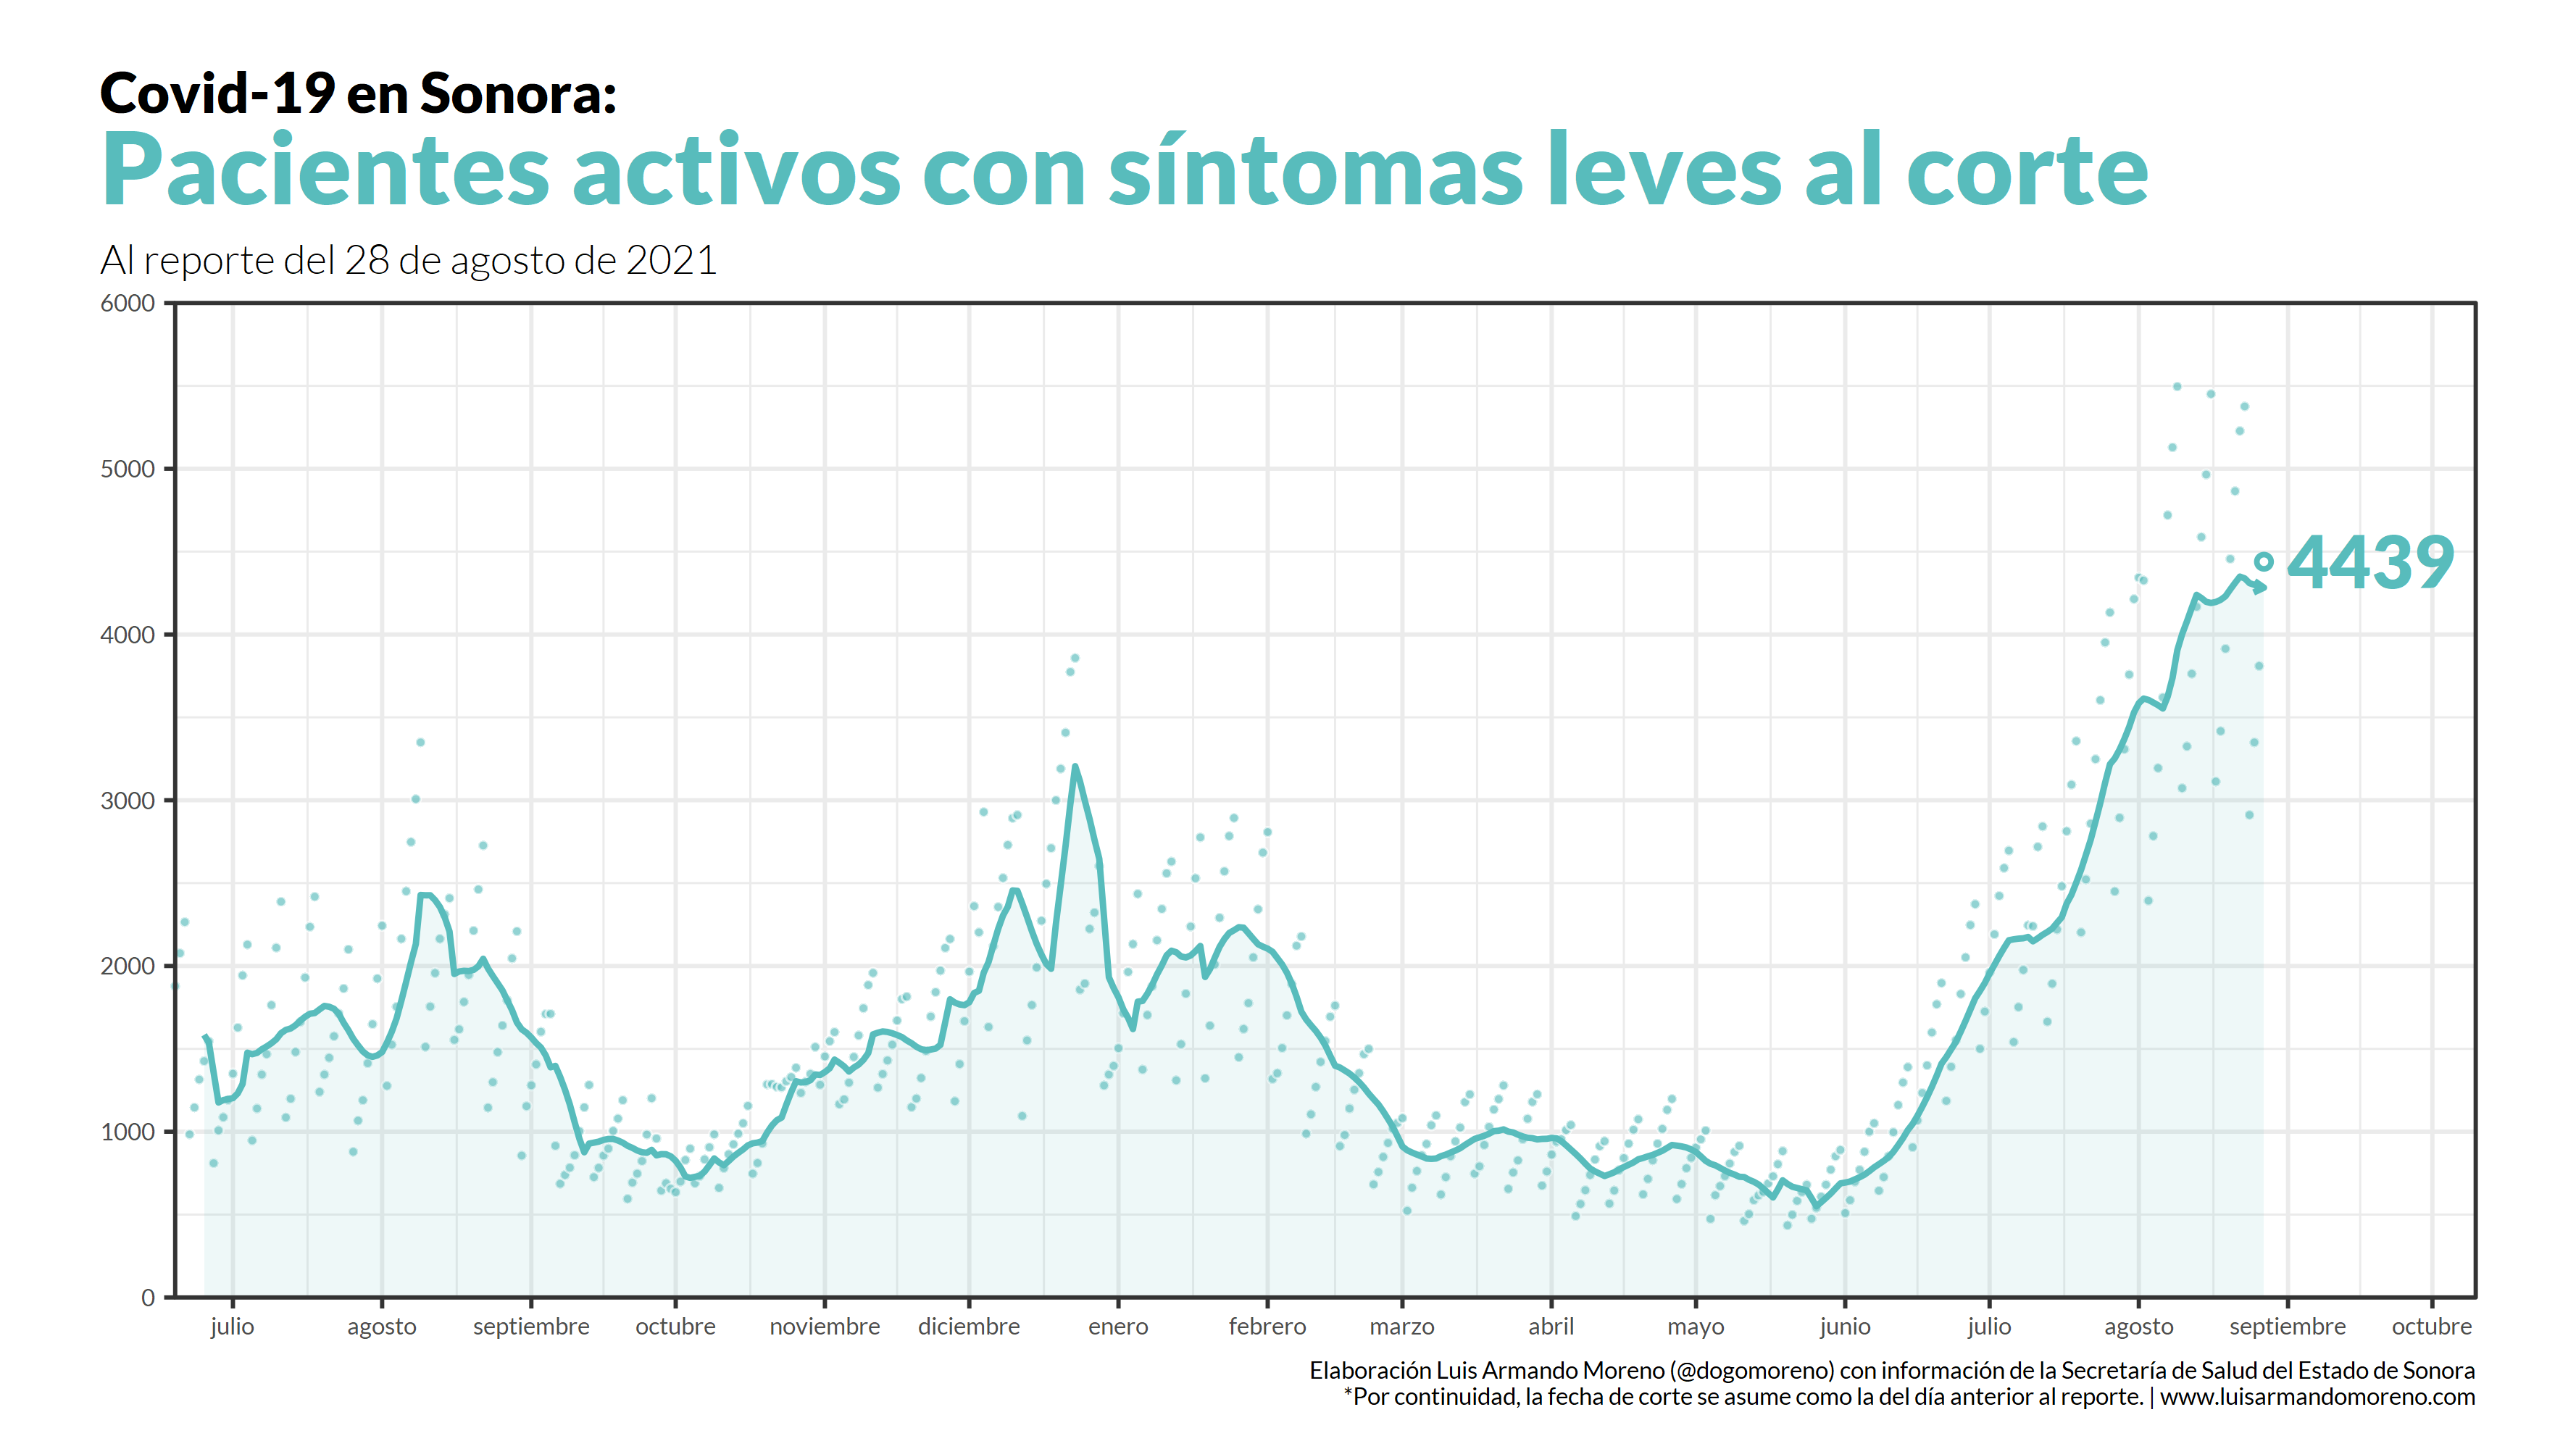 Covid-19 en Sonora:
Pacientes activos con síntomas leves al corte
Al reporte del 28 de agosto de 2021
6000
5000
4000
3000
2000
1000
0
4439
julio agosto septiembre octubre noviembre diciembre enero febrero marzo abril mayo junio julio agosto septiembre octubre
Elaboración Luis Armando Moreno (@dogomoreno) con información de la Secretaría de Salud del Estado de Sonora
*Por continuidad, la fecha de corte se asume como la del día anterior al reporte. | www.luisarmandomoreno.com